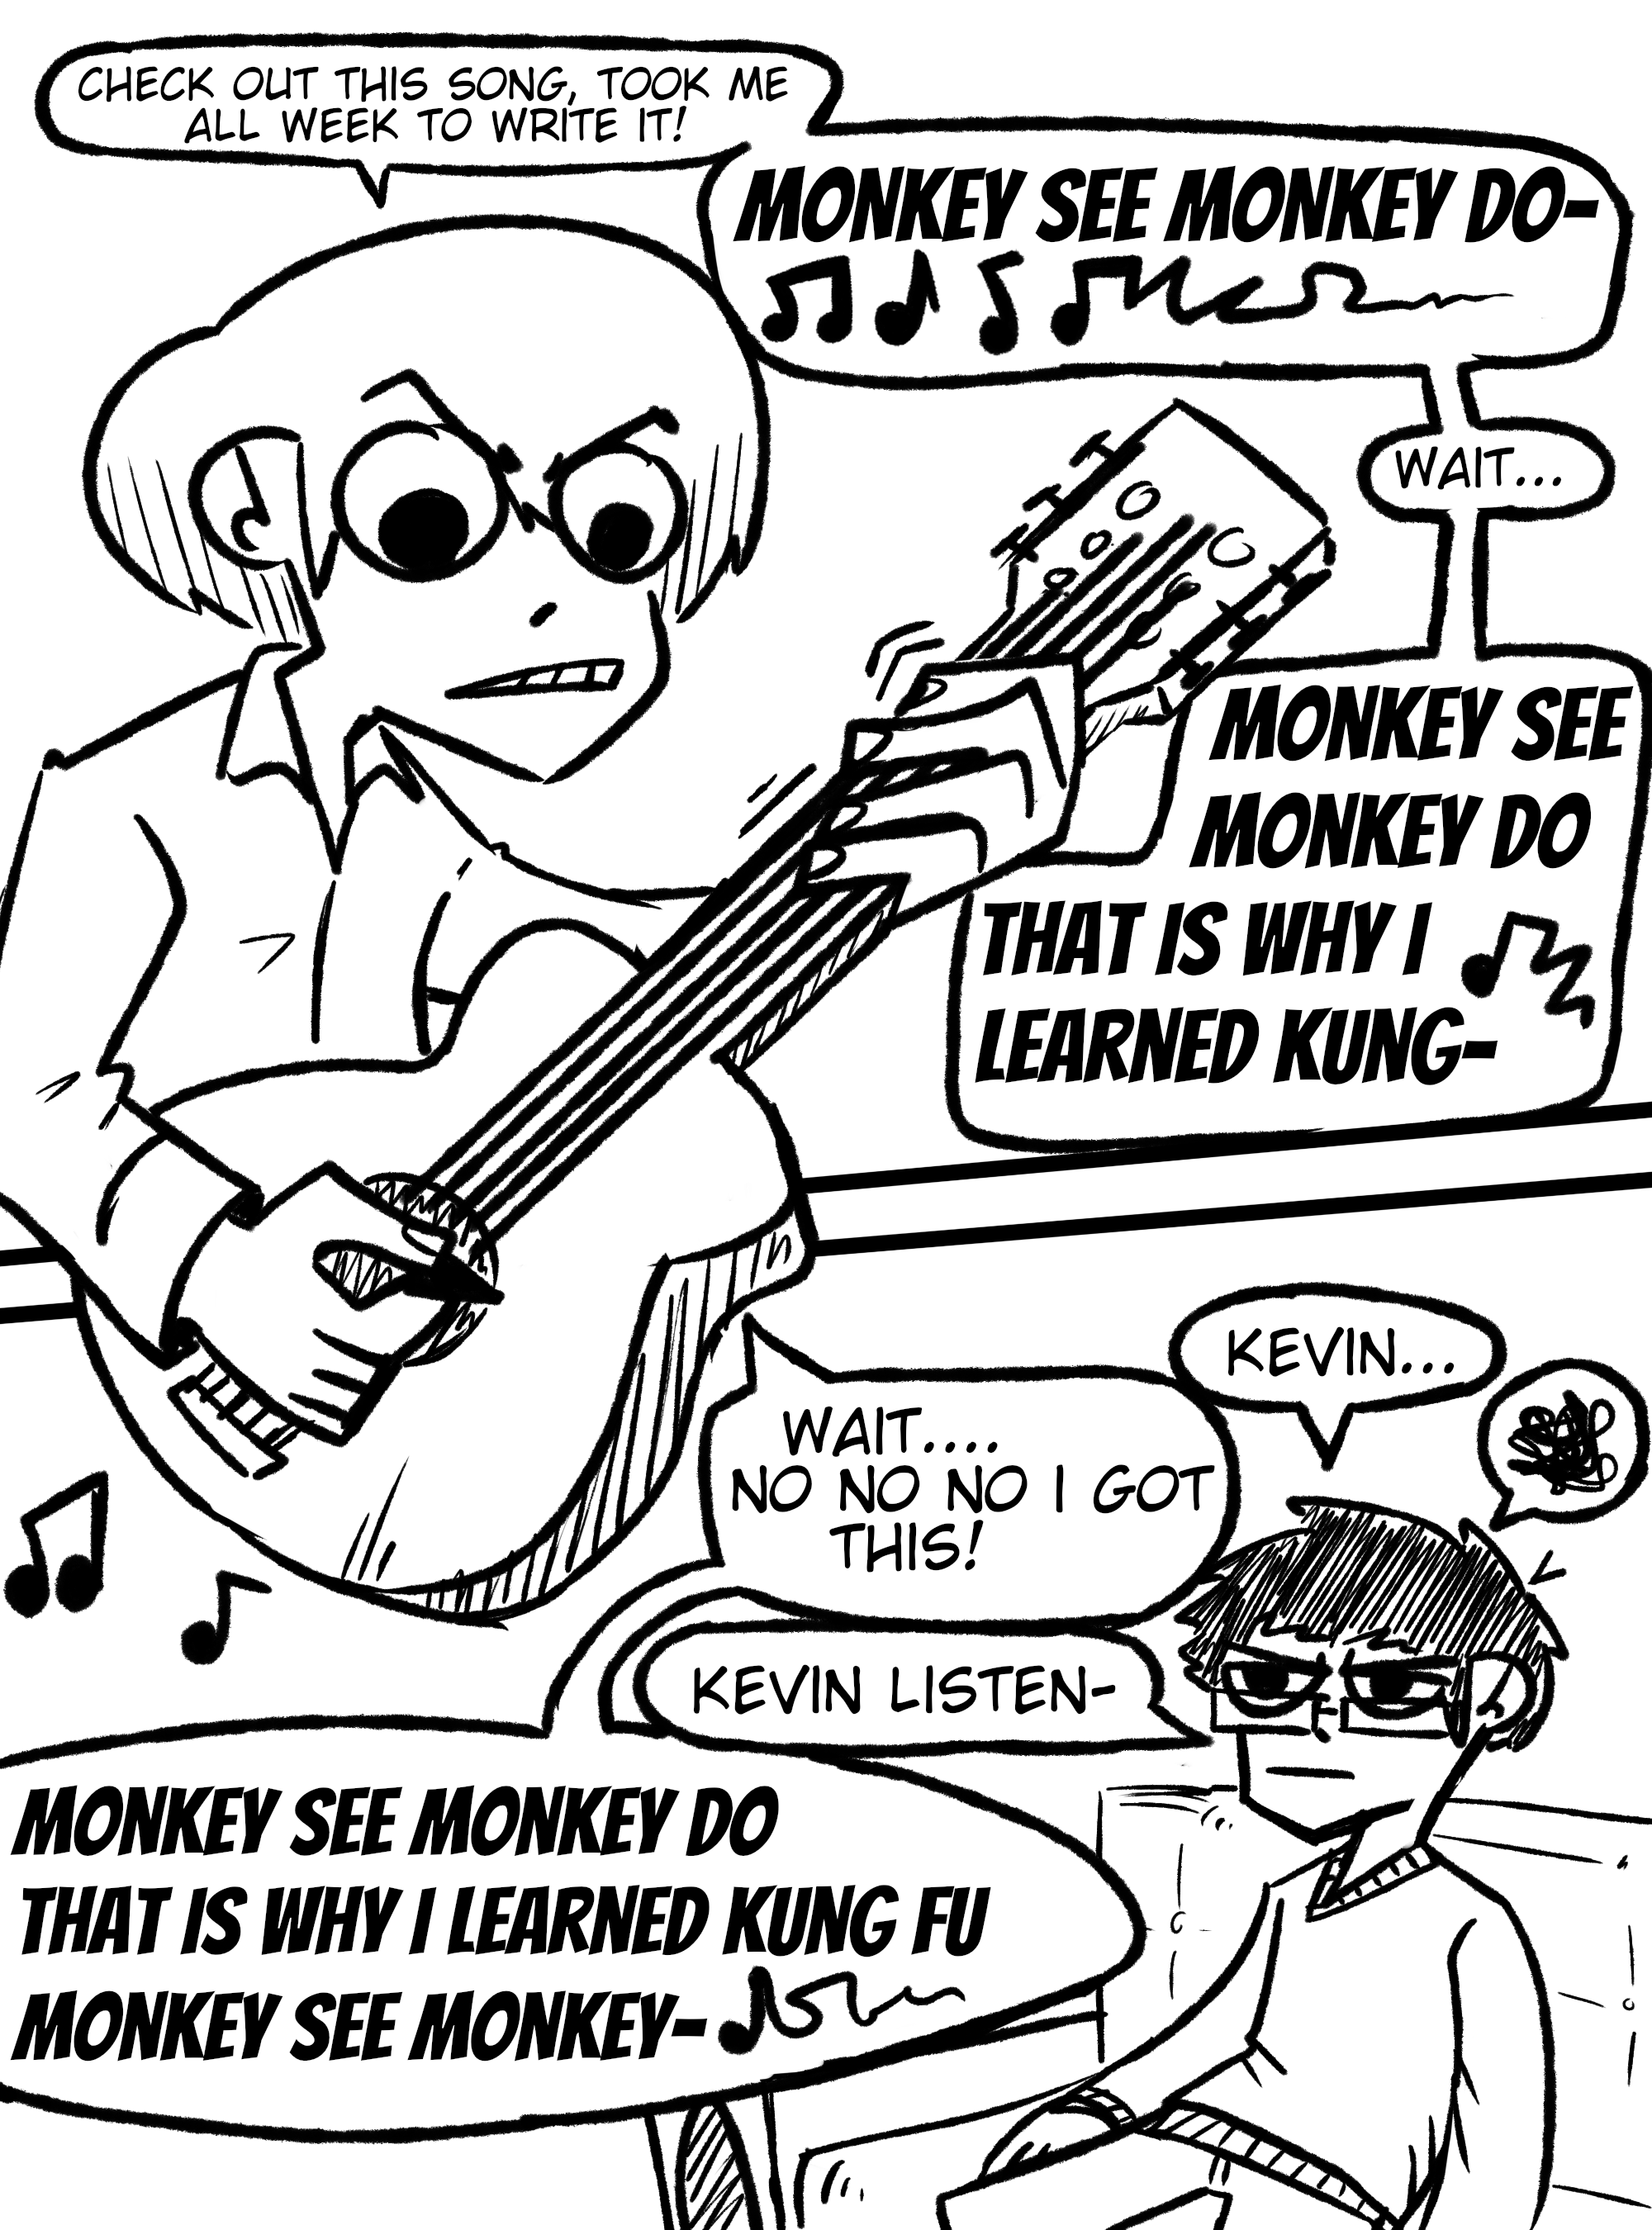 CHECK OUT THIS SONG, TOOK ME
ALL WEEK TO WRITE IT!
MONKEY SEE MONKEY DO-
WAIT...
MONKEY SEE
MONKEY DO
THAT IS WHY I
LEARNED KUNG-
KEVIN...
WAIT....
NO NO NO I GOT
THIS!
KEVIN LISTEN-
MONKEY SEE MONKEY DO
THAT IS WHY I LEARNED KUNG FU
MONKEY SEE MONKEY-